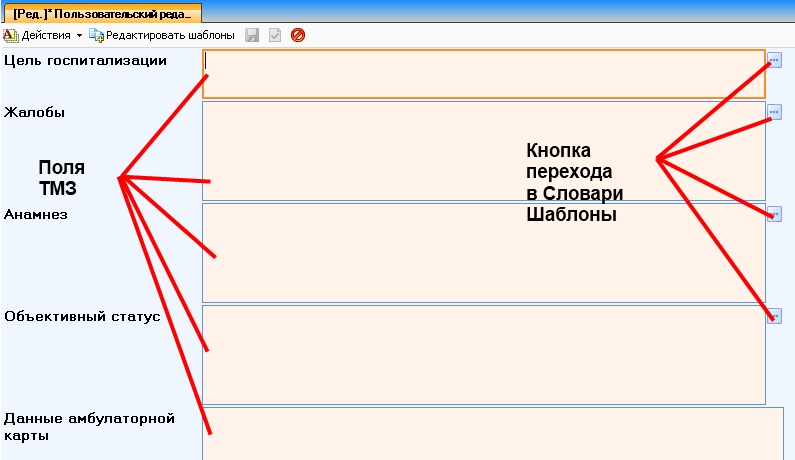 [Ред.]* Пользовательский реда...
Действия Редактировать шаблоны
Цель госпитализации
Жалобы
Поля
ТМЗ
Кнопка
перехода
в Словари
Шаблоны
Анамнез
Объективный статус
Данные амбулаторной
карты